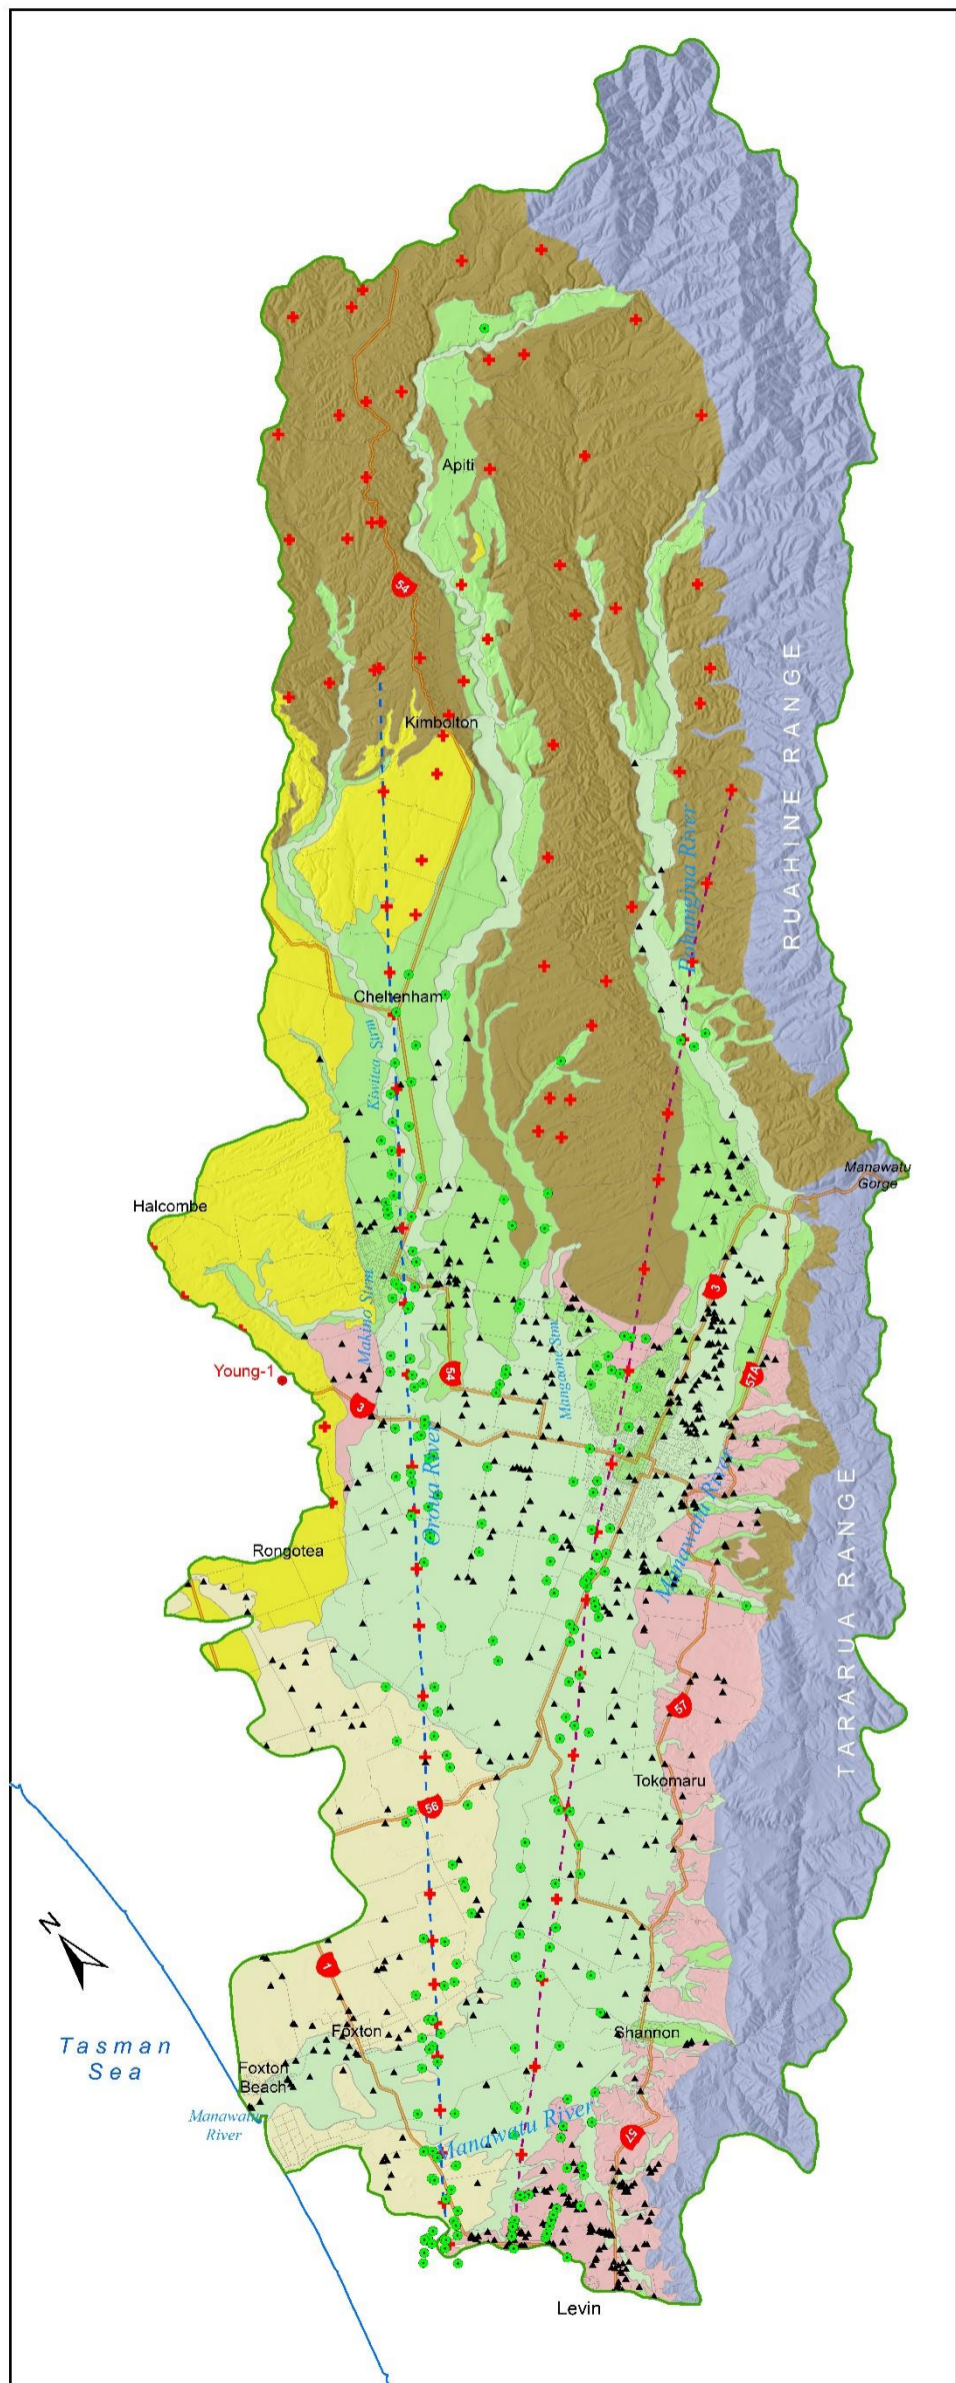 Apiti
54
Kimbolton
RUAHINE RANGE
Pohangina River
Cheltenham
Kiwitea Strm
Manawatu
Gorge
Halcombe
3
Makino Strm
Mangaone Stm
Young-1
54
57A
3
Oroua River
Manawatu River
Rongotea
TARARUA RANGE
57
Tokomaru
56
N
1
Foxton
Shannon
Tasman
Sea
Foxton
Beach
Manawatu
River
Manawatu River
57
Levin